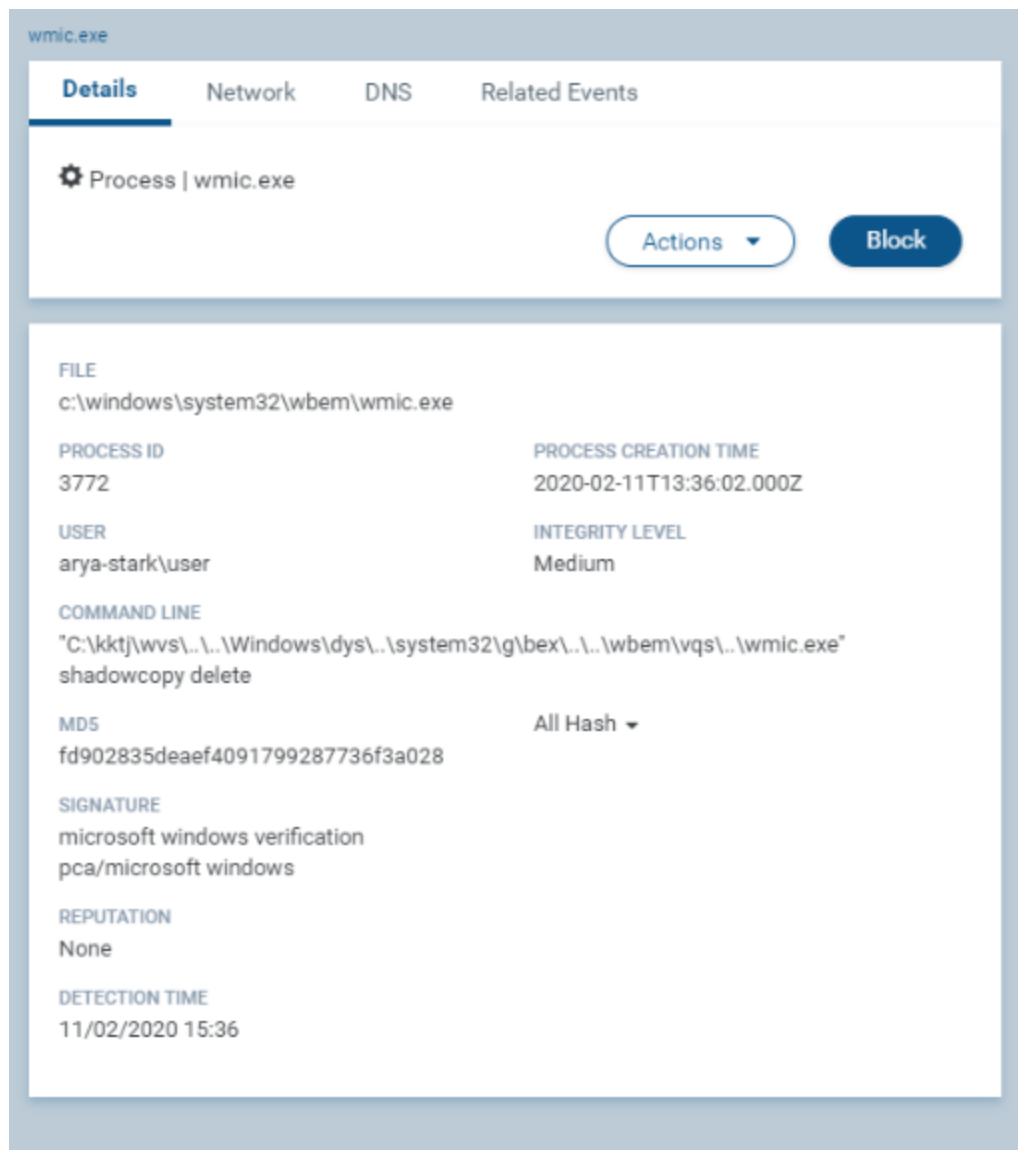 wmic.exe
Details Network DNS Related Events
Process | wmic.exe
Actions Block
FILE
c:\windows\system32\wbem\wmic.exe
PROCESS ID PROCESS CREATION TIME
3772 2020-02-11T13:36:02.000Z
USER INTEGRITY LEVEL
arya-stark\user Medium
COMMAND LINE
"C:\kktj\wvs\..\..\Windows\dys\..\system32\g\bex\..\..\wbem\vqs\..\wmic.exe"
shadowcopy delete
MD5 All Hash
fd902835deaef4091799287736f3a028
SIGNATURE
microsoft windows verification
pca/microsoft windows
REPUTATION
None
DETECTION TIME
11/02/2020 15:36